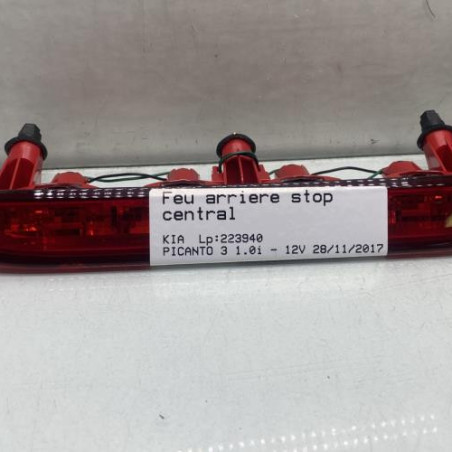 Feu arriere stop
central
KIA Lp:223940
PICANTO 3 1.0i - 12V 28/11/2017